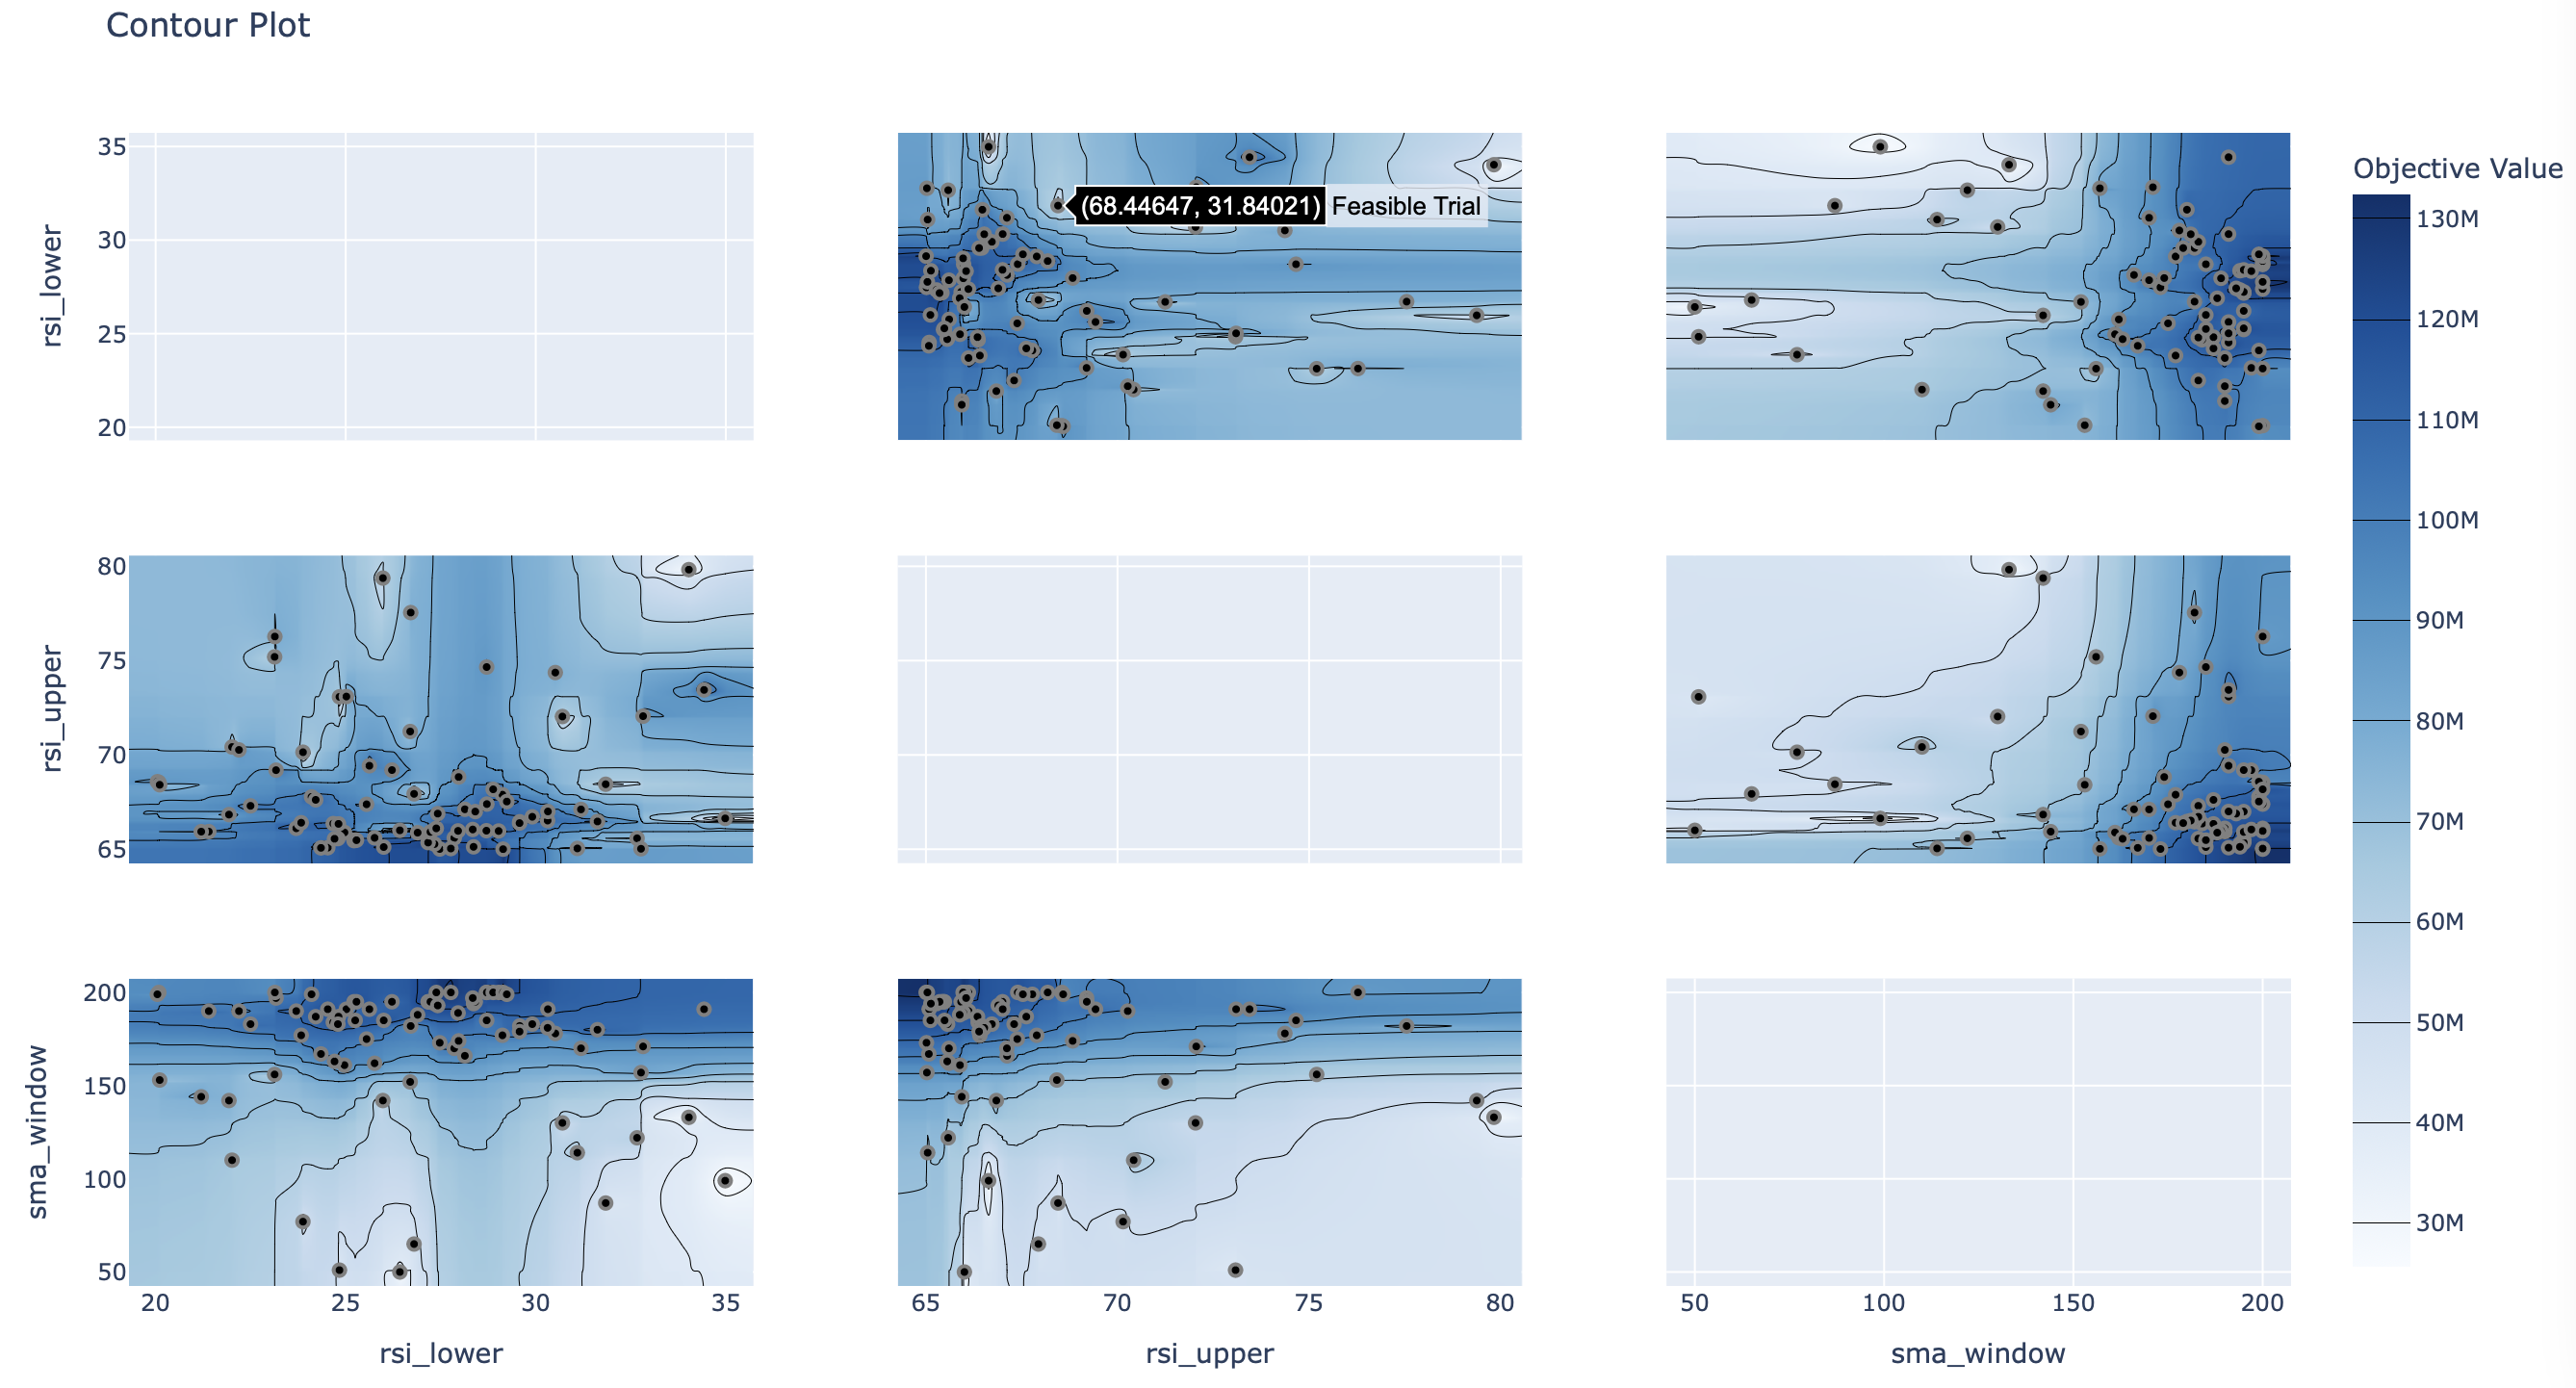 Contour Plot
Objective Value
35
30
25
20
rsi_lower
(68.44647, 31.84021) Feasible Trial
130M
120M
110M
100M
90M
80M
70M
60M
50M
40M
30M
80
75
70
65
rsi_upper
200
150
100
50
sma_window
20 25 30 35
65 70 75 80
50 100 150 200
rsi_lower
rsi_upper
sma_window